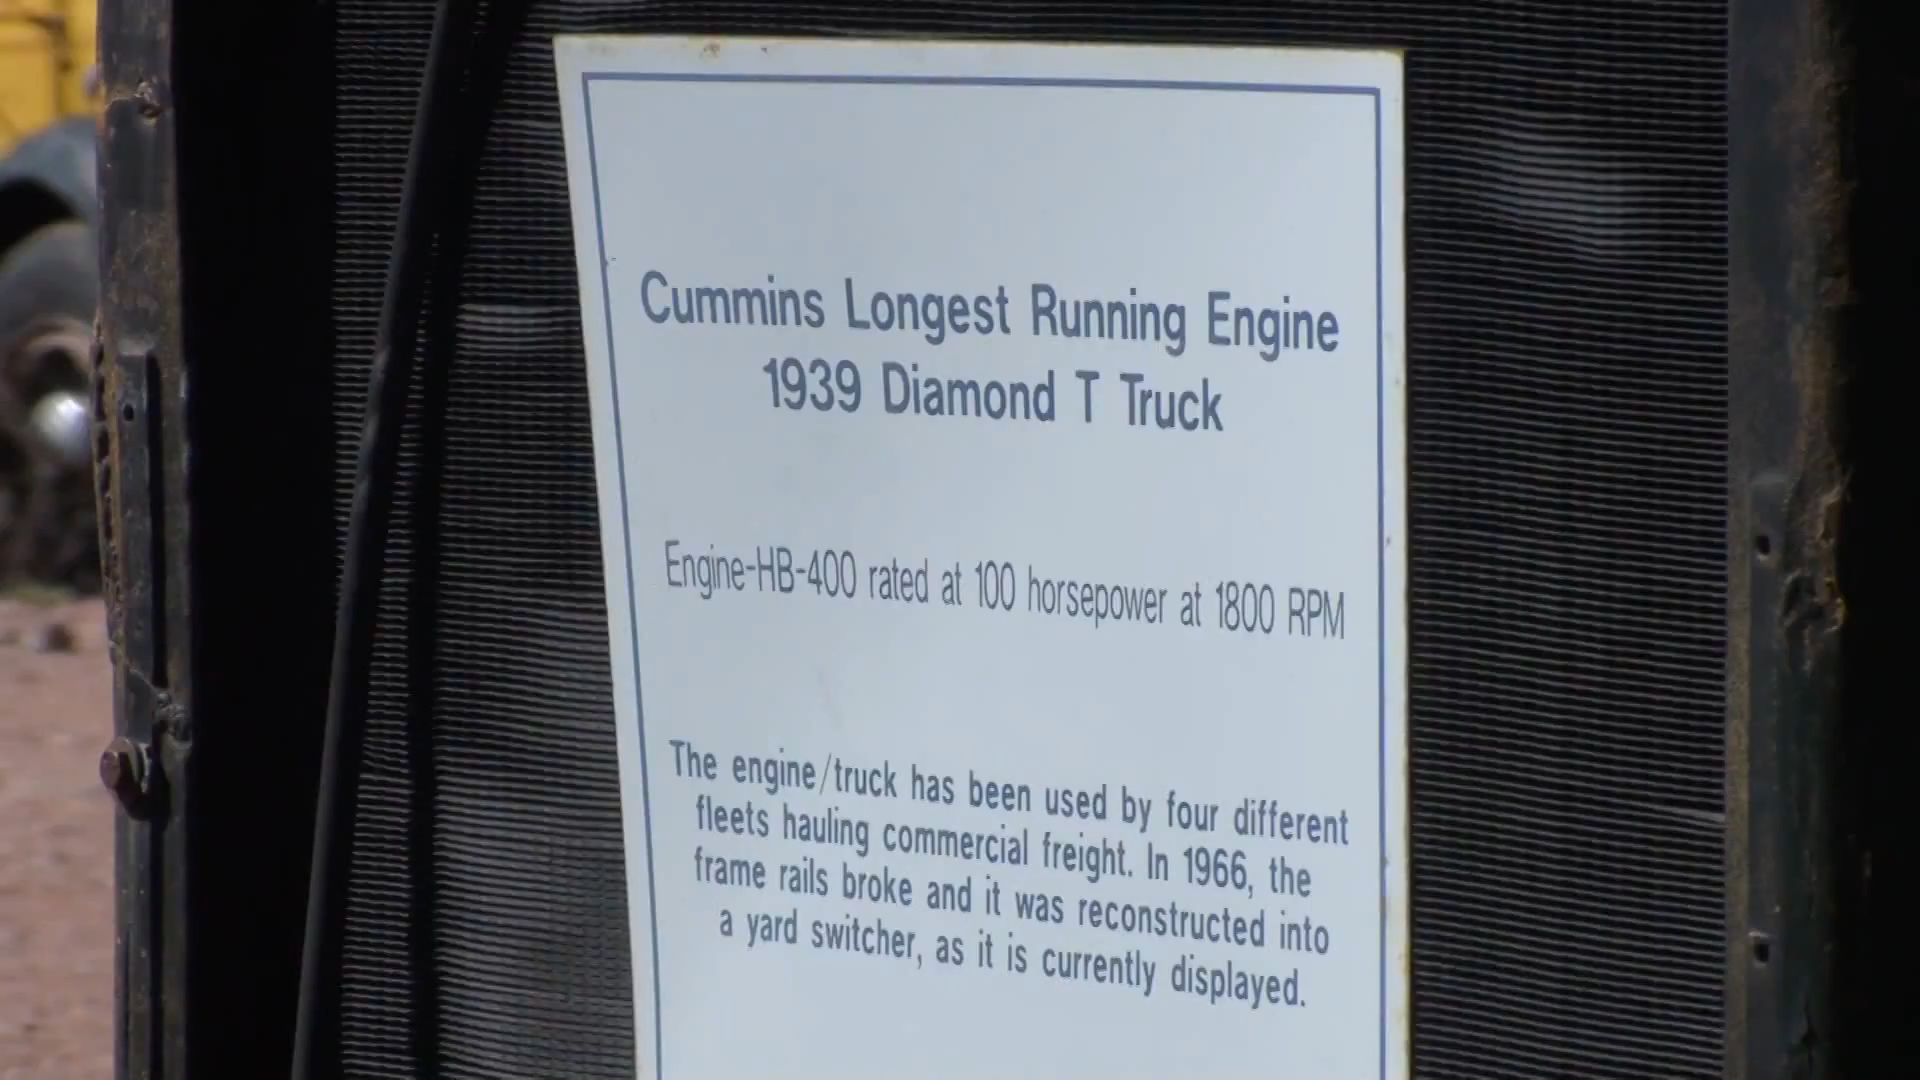 Cummins Longest Running Engine
1939 Diamond T Truck
Engine-HB-400 rated at 100 horsepower at 1800 RPM
The engine/truck has been used by four different
fleets hauling commercial freight. In 1966, the
frame rails broke and it was reconstructed into
a yard switcher, as it is currently displayed.